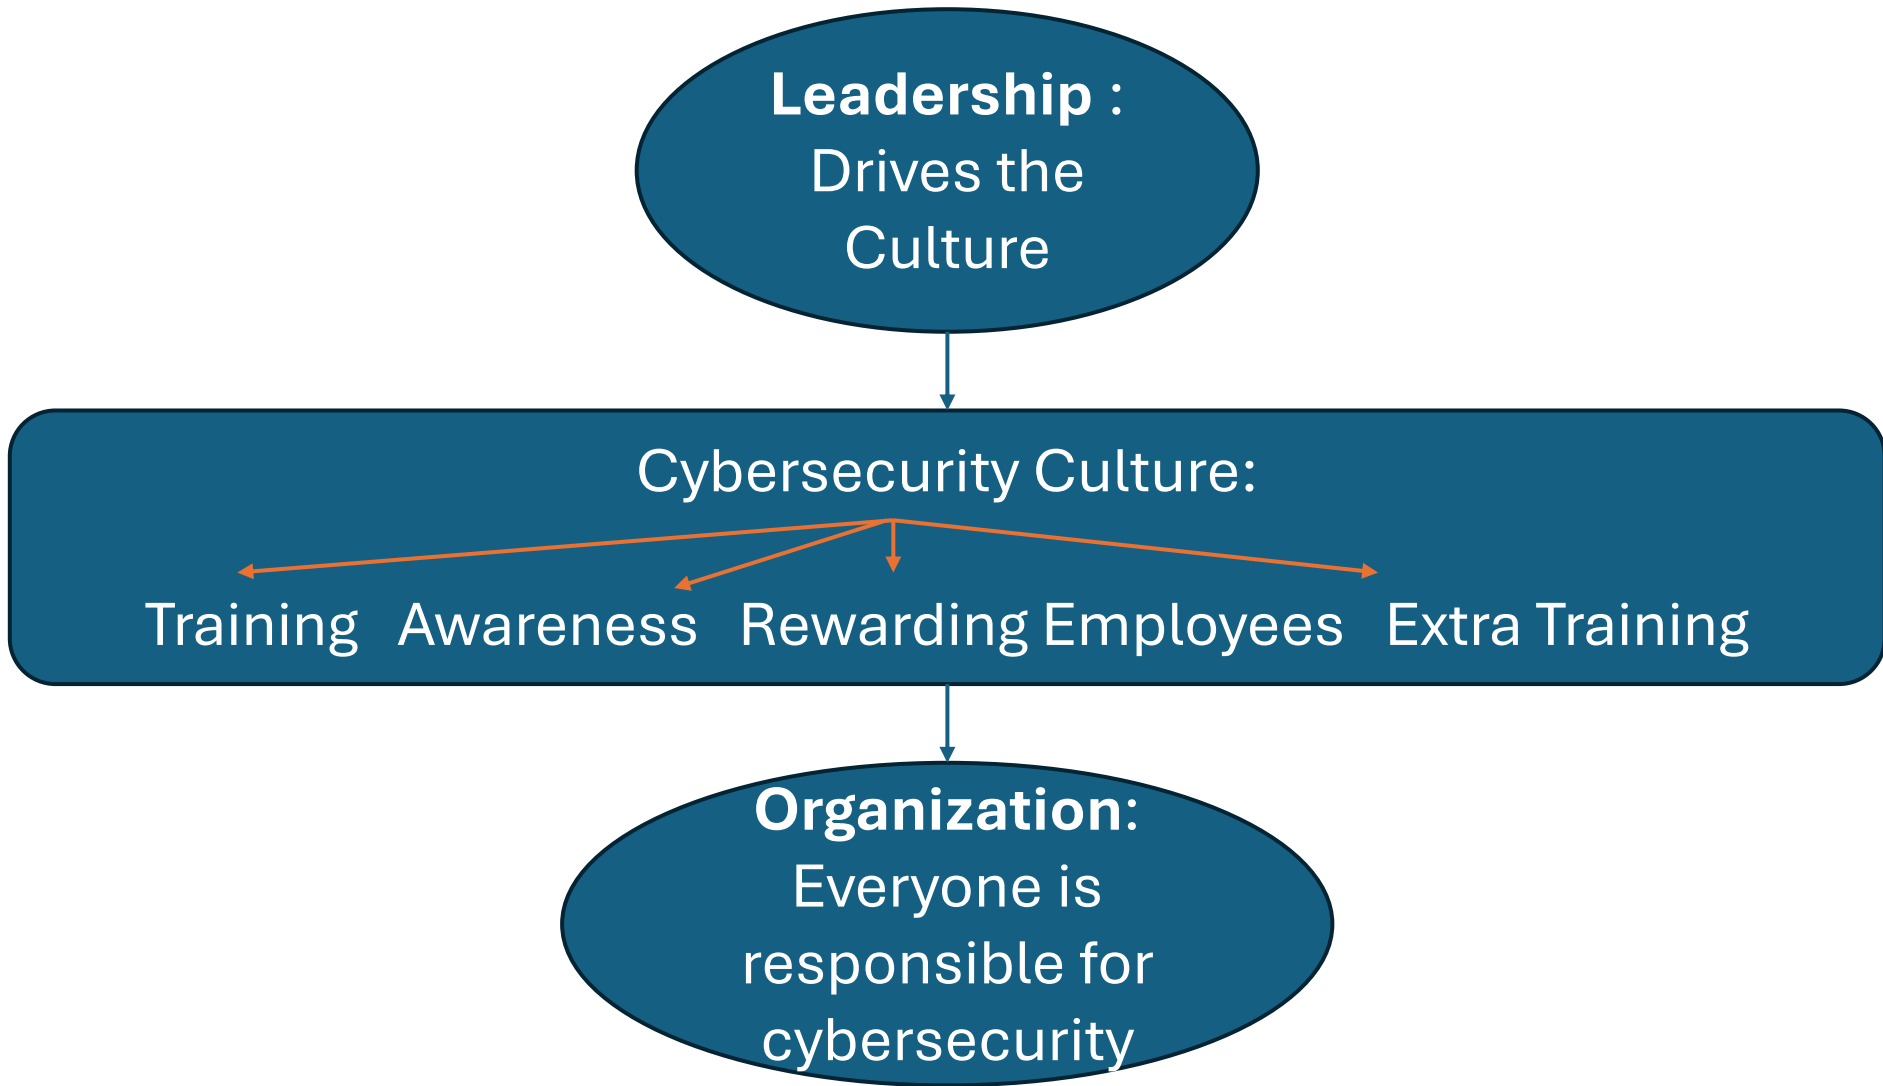 Leadership :
Drives the
Culture
Cybersecurity Culture:
Training Awareness Rewarding Employees Extra Training
Organization:
Everyone is
responsible for
cybersecurity